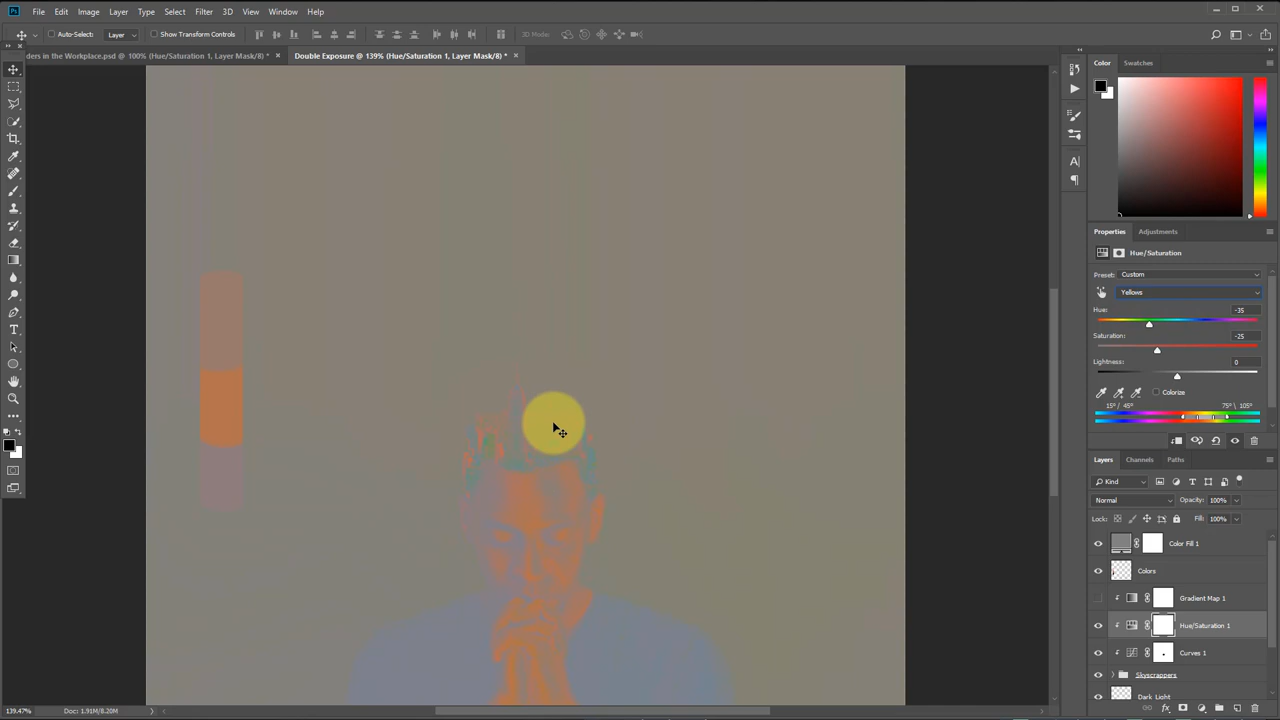 Ps File Edit Image Layer Type Select Filter 3D View Window Help
Auto-Select: Layer Show Transform Controls 3D Mode:
ders in the Workplace.psd @ 100% (Hue/Saturation 1, Layer Mask/8) * × Double Exposure @ 139% (Hue/Saturation 1, Layer Mask/8) * ×
Color Swatches
Properties Adjustments
Hue/Saturation
Preset: Custom
Yellows
Hue: -35
Saturation: -25
Lightness: 0
Colorize
15° / 45° 75° \ 105°
Layers Channels Paths
Kind
Normal Opacity: 100%
Lock: Fill: 100%
Color Fill 1
Colors
Gradient Map 1
Hue/Saturation 1
Curves 1
Skyscrappers
Dark Light
139.47% Doc: 1.91M/8.20M